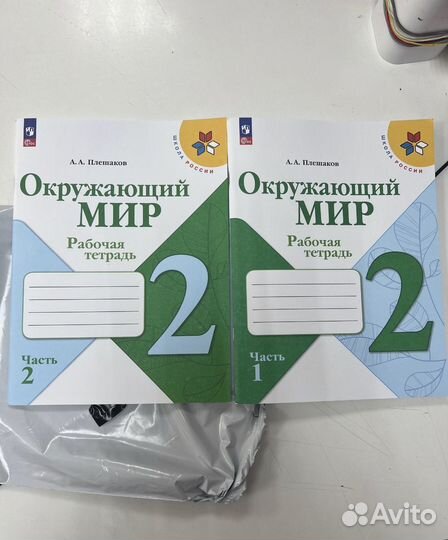 А. А. Плешаков
ШКОЛА РОССИИ
Окружающий
МИР
Рабочая
тетрадь
2
Часть
2
А. А. Плешаков
ШКОЛА РОССИИ
Окружающий
МИР
Рабочая
тетрадь
2
Часть
1
Avito